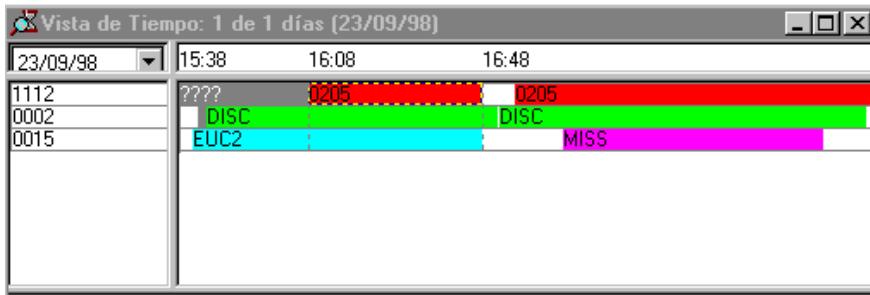 Vista de Tiempo: 1 de 1 días (23/09/98)
23/09/98 15:38 16:08 16:48
1112 ???? 0205 0205
0002 DISC DISC
0015 EUC2 MISS